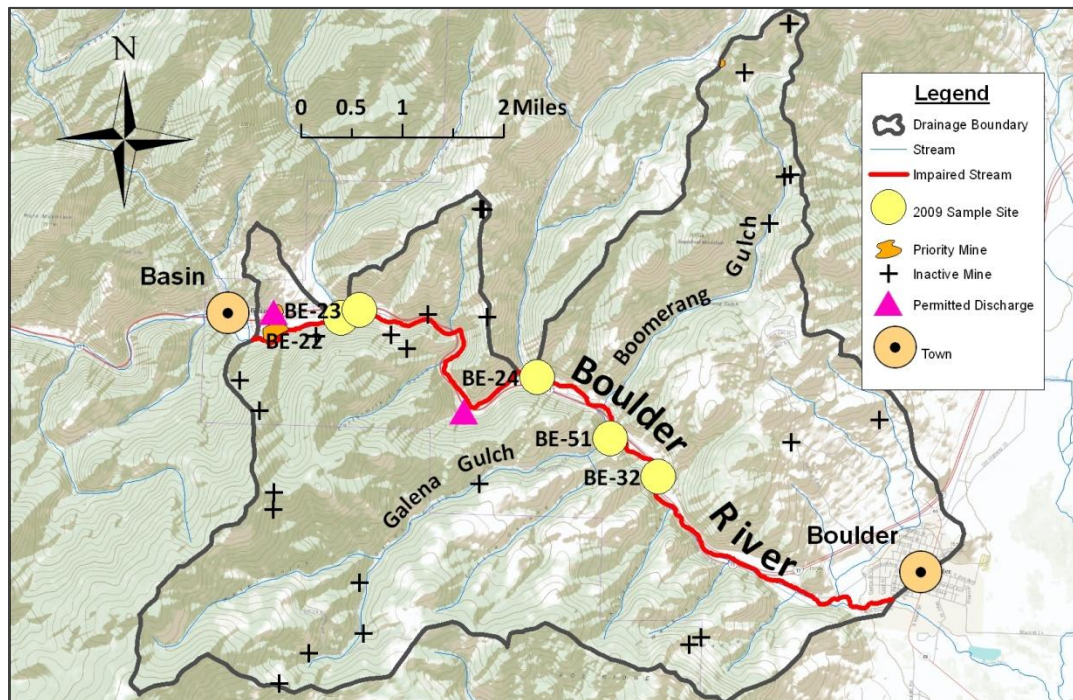 N
0 0.5 1 2 Miles
Legend
Drainage Boundary
Stream
Impaired Stream
2009 Sample Site
Priority Mine
Inactive Mine
Permitted Discharge
Town
Basin
BE-23
BE-22
BE-24
Boomerang Gulch
Boulder River
BE-51
BE-32
Galena Gulch
Boulder